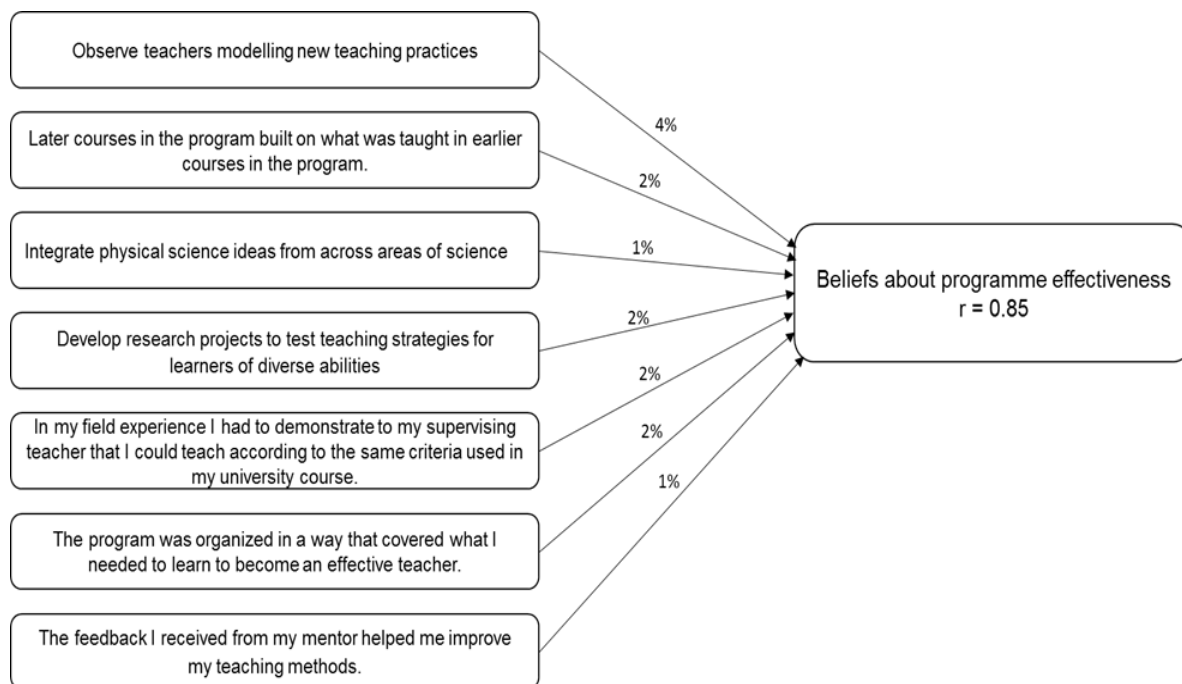 Observe teachers modelling new teaching practices
4%
Later courses in the program built on what was taught in earlier
courses in the program.
2%
Integrate physical science ideas from across areas of science
1%
Beliefs about programme effectiveness
r = 0.85
Develop research projects to test teaching strategies for
learners of diverse abilities
2%
In my field experience I had to demonstrate to my supervising
teacher that I could teach according to the same criteria used in
my university course.
2%
The program was organized in a way that covered what I
needed to learn to become an effective teacher.
2%
The feedback I received from my mentor helped me improve
my teaching methods.
1%